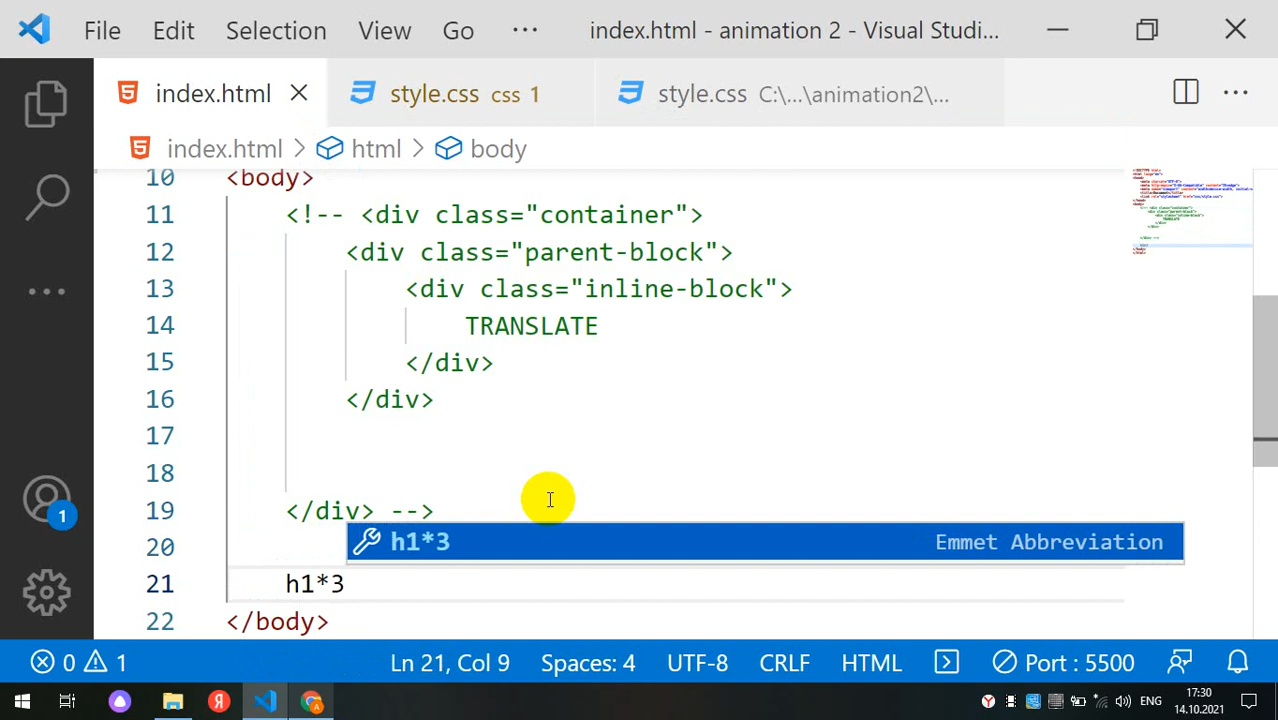 File Edit Selection View Go ··· index.html - animation 2 - Visual Studi...
index.html style.css css 1 style.css C:\...\animation2\...
index.html > html > body
10 <body>
11 <!-- <div class="container">
12 <div class="parent-block">
13 <div class="inline-block">
14 TRANSLATE
15 </div>
16 </div>
17
18
19 </div> -->
h1*3 Emmet Abbreviation
20
21 h1*3
22 </body>
1
0 1 Ln 21, Col 9 Spaces: 4 UTF-8 CRLF HTML Port : 5500
ENG
17:30
14.10.2021